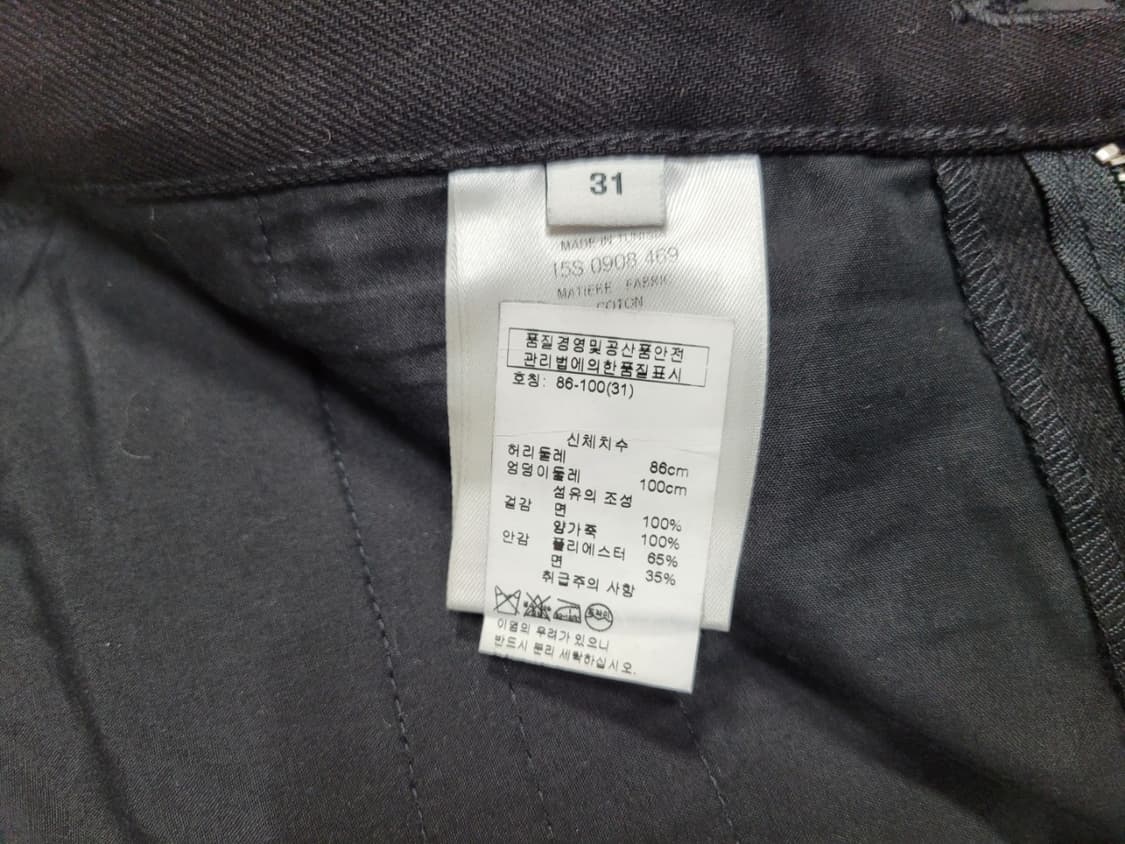 31
MADE IN TUNISIA
15S 0908 469
MATIERE FABRIC
COTON
품질경영및공산품안전
관리법에의한품질표시
호칭: 86-100(31)
신체치수
허리둘레 86cm
엉덩이둘레 100cm
섬유의 조성
겉감 면 100%
양가죽 100%
안감 폴리에스터 65%
면 35%
취급주의 사항
이염의 우려가 있으니
반드시 분리 세탁하십시오.